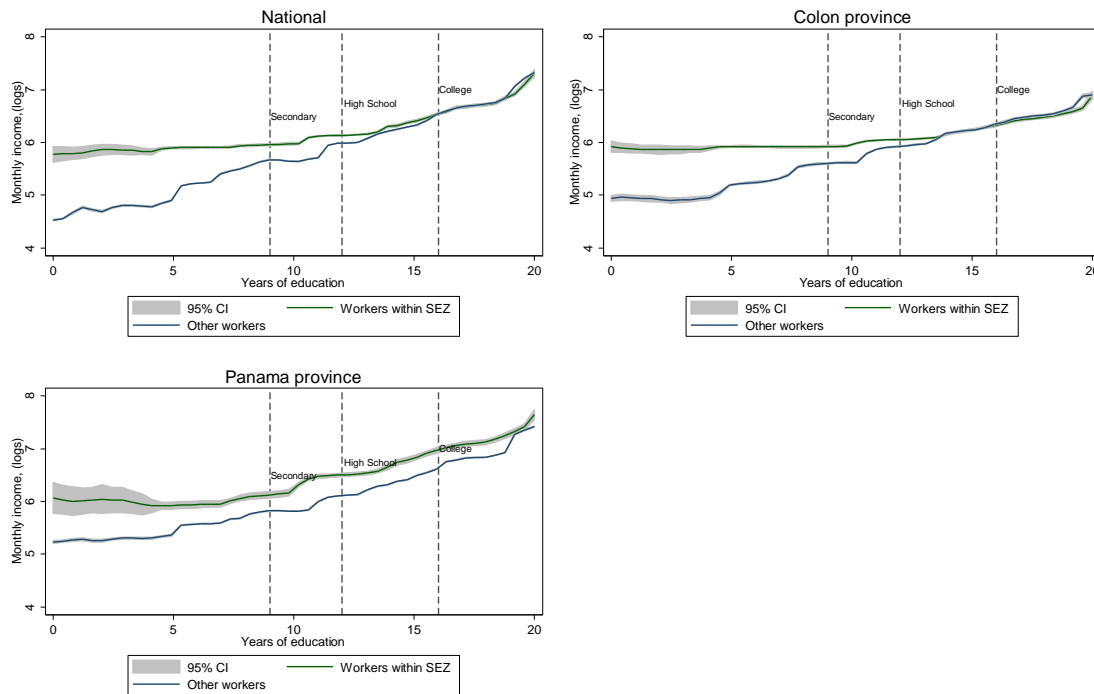 National
Monthly income, (logs)
8
7
6
5
4
Secondary
High School
College
0 5 10 15 20
Years of education
95% CI Workers within SEZ
Other workers
Colon province
Monthly income, (logs)
8
7
6
5
4
Secondary
High School
College
0 5 10 15 20
Years of education
95% CI Workers within SEZ
Other workers
Panama province
Monthly income, (logs)
8
7
6
5
4
Secondary
High School
College
0 5 10 15 20
Years of education
95% CI Workers within SEZ
Other workers